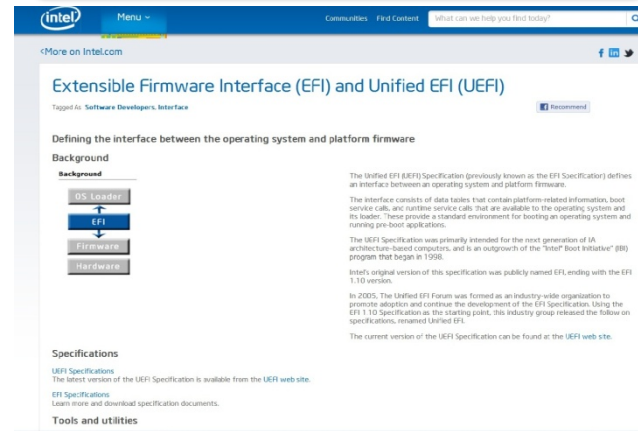 intel
Menu
Communities Find Content What can we help you find today?
<More on Intel.com
Extensible Firmware Interface (EFI) and Unified EFI (UEFI)
Tagged As Software Developers, Interface
Recommend
Defining the interface between the operating system and platform firmware
Background
Background
OS Loader
EFI
Firmware
Hardware
The Unified EFI (UEFI) Specification (previously known as the EFI Specification) defines
an interface between an operating system and platform firmware.
The interface consists of data tables that contain platform-related information, boot
service calls, and runtime service calls that are available to the operating system and
its loader. These provide a standard environment for booting an operating system and
running pre-boot applications.
The UEFI Specification was primarily intended for the next generation of IA
architecture-based computers, and is an outgrowth of the "Intel® Boot Initiative" (IBI)
program that began in 1998.
Intel's original version of this specification was publicly named EFI, ending with the EFI
1.10 version.
In 2005, The Unified EFI Forum was formed as an industry-wide organization to
promote adoption and continue the development of the EFI Specification. Using the
EFI 1.10 Specification as the starting point, this industry group released the follow on
specifications, renamed Unified EFI.
The current version of the UEFI Specification can be found at the UEFI web site.
Specifications
UEFI Specifications
The latest version of the UEFI Specification is available from the UEFI web site.
EFI Specifications
Learn more and download specification documents.
Tools and utilities